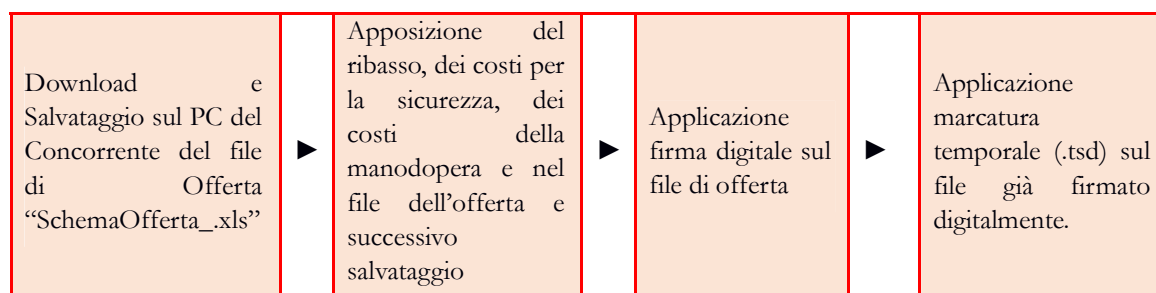 Download e
Salvataggio sul PC del
Concorrente del file
di Offerta
“SchemaOfferta_.xls”
►
Apposizione del
ribasso, dei costi per
la sicurezza, dei
costi della
manodopera e nel
file dell’offerta e
successivo
salvataggio
►
Applicazione
firma digitale sul
file di offerta
►
Applicazione
marcatura
temporale (.tsd) sul
file già firmato
digitalmente.